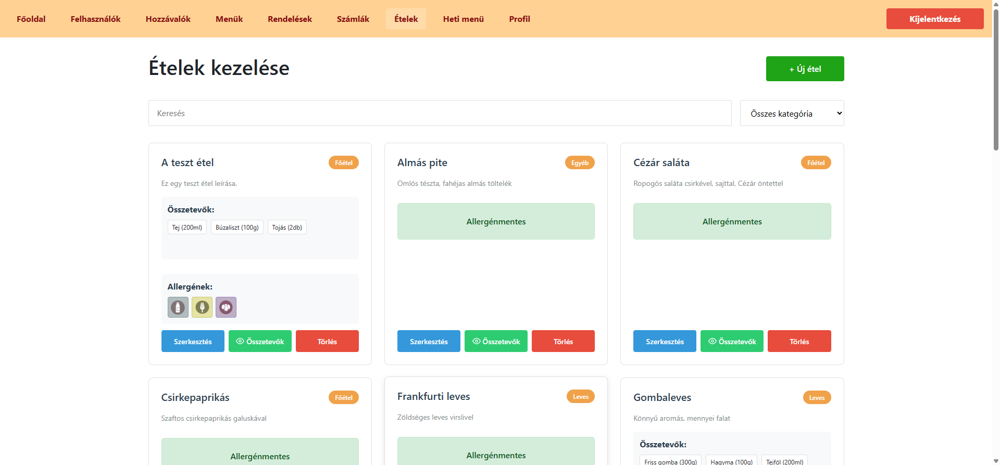 Főoldal Felhasználók Hozzávalók Menük Rendelések Számlák Ételek Heti menü Profil Kijelentkezés
Ételek kezelése
+ Új étel
Keresés
Összes kategória
A teszt étel
Főétel
Ez egy teszt étel leírása.
Összetevők:
Tej (200ml) Búzaliszt (100g) Tojás (2db)
Allergének:
Szerkesztés Összetevők Törlés
Almás pite
Egyéb
Omlós tészta, fahéjas almás töltelék
Allergénmentes
Szerkesztés Összetevők Törlés
Cézár saláta
Főétel
Ropogós saláta csirkével, sajttal, Cézár öntettel
Allergénmentes
Szerkesztés Összetevők Törlés
Csirkepaprikás
Főétel
Szaftos csirkepaprikás galuskával
Allergénmentes
Frankfurti leves
Leves
Zöldséges leves virslivel
Allergénmentes
Gombaleves
Leves
Könnyű aromás, mennyei falat
Összetevők:
Friss gomba (300g) Hagyma (100g) Tejföl (200ml)